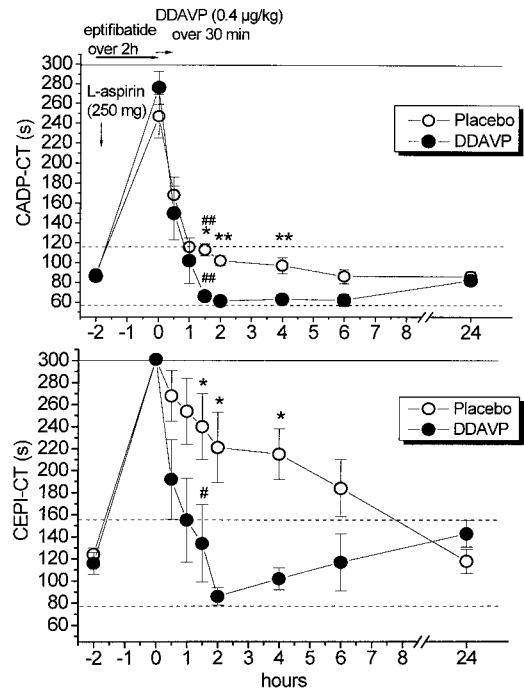 DDAVP (0.4 µg/kg)
eptifibatide over 30 min
over 2h
L-aspirin
(250 mg)
Placebo
DDAVP
##
* ** **
##
CADP-CT (s)
300
280
260
240
220
200
180
160
140
120
100
80
60
-2 -1 0 1 2 3 4 5 6 7 8 24
Placebo
DDAVP
*
*
*
#
CEPI-CT (s)
300
280
260
240
220
200
180
160
140
120
100
80
60
-2 -1 0 1 2 3 4 5 6 7 8 24
hours